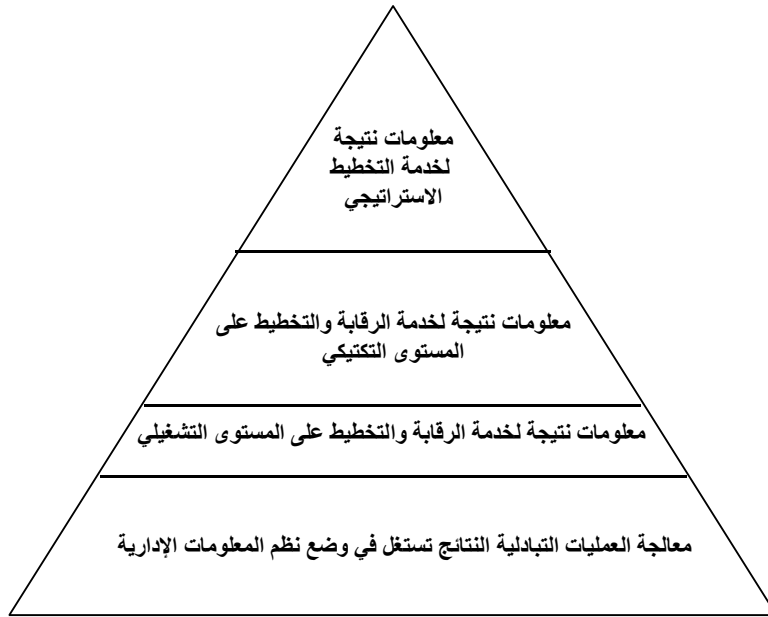 معلومات نتيجة
لخدمة التخطيط
الاستراتيجي
معلومات نتيجة لخدمة الرقابة والتخطيط على
المستوى التكتيكي
معلومات نتيجة لخدمة الرقابة والتخطيط على المستوى التشغيلي
معالجة العمليات التبادلية النتائج تستغل في وضع نظم المعلومات الإدارية